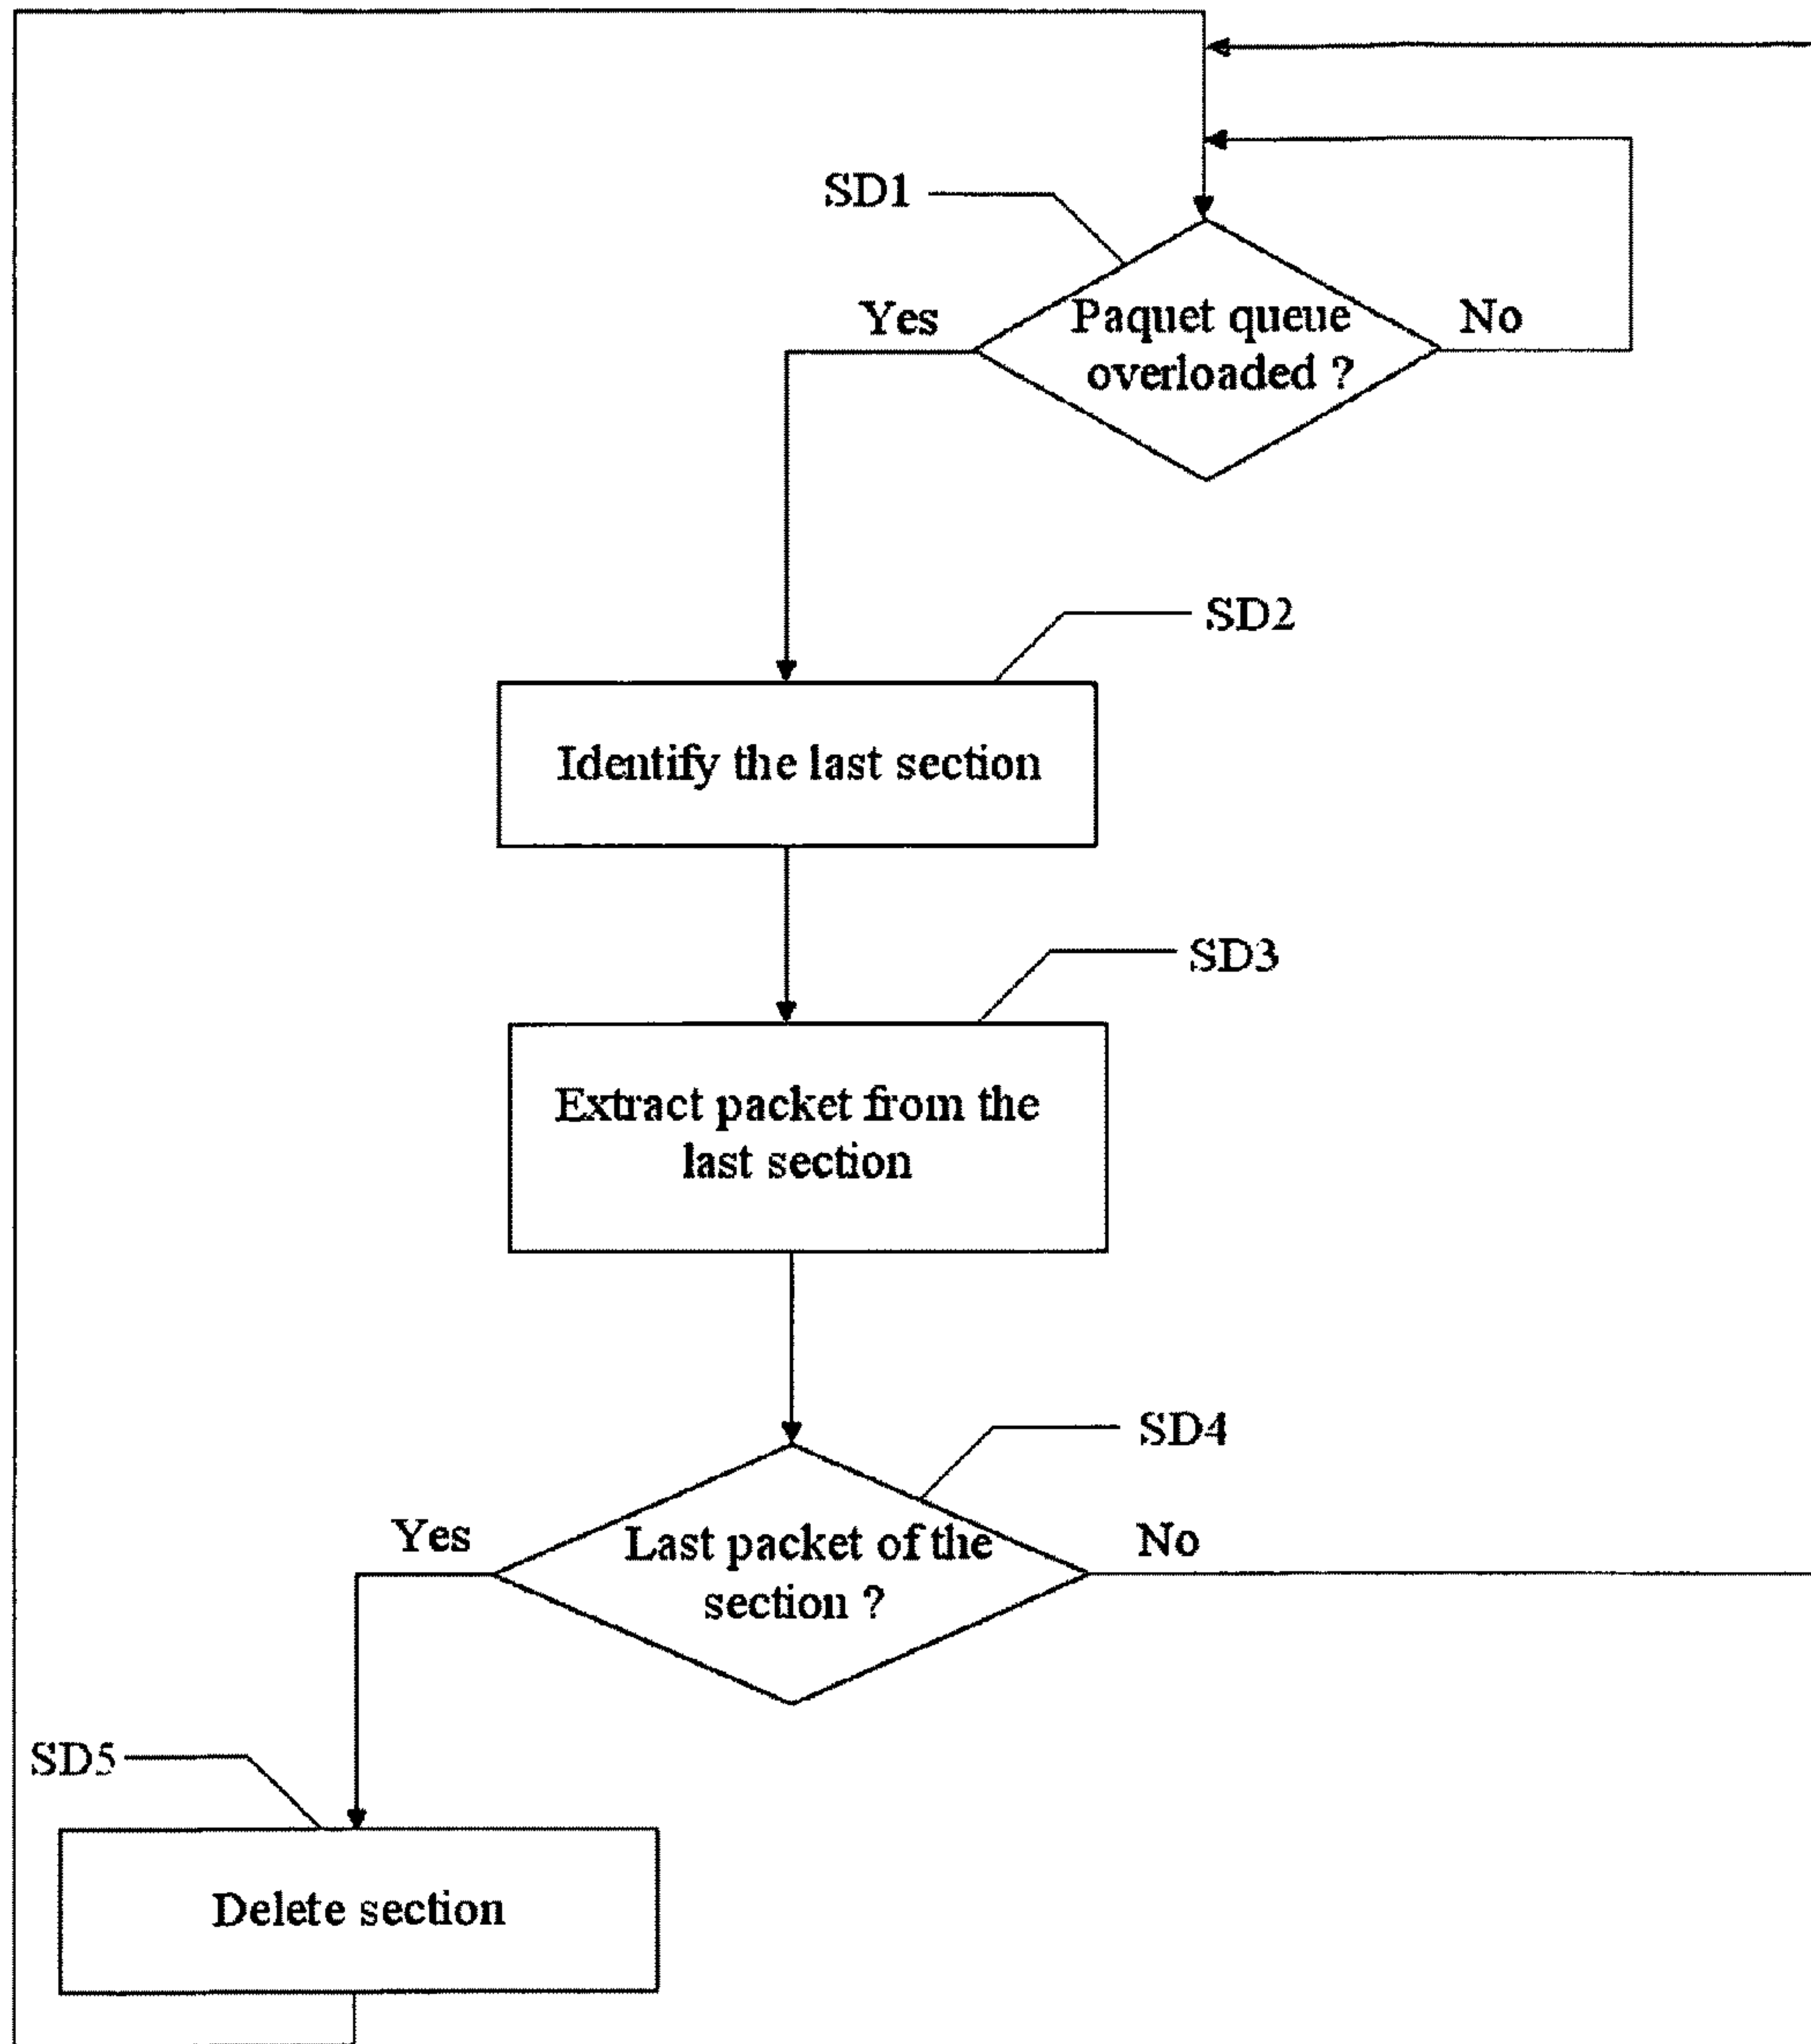 SD1
Yes
Paquet queue
overloaded ?
No
SD2
Identify the last section
SD3
Extract packet from the
last section
SD4
Yes
Last packet of the
section ?
No
SD5
Delete section